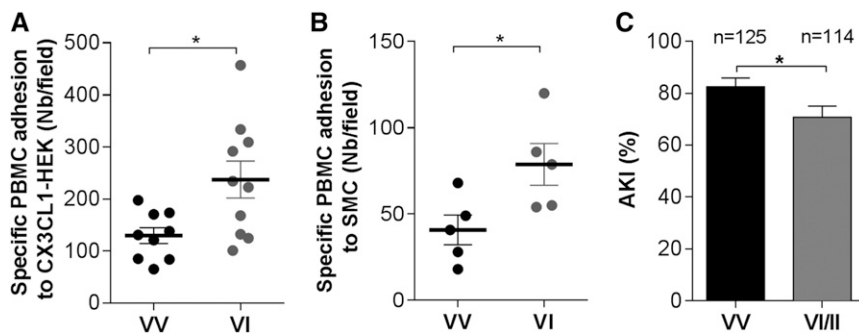 A
Specific PBMC adhesion
to CX3CL1-HEK (Nb/field)
500
400
300
200
100
0
*
VV
VI
B
Specific PBMC adhesion
to SMC (Nb/field)
150
100
50
0
*
VV
VI
C
AKI (%)
100
80
60
40
20
0
n=125
n=114
*
VV
VI/II